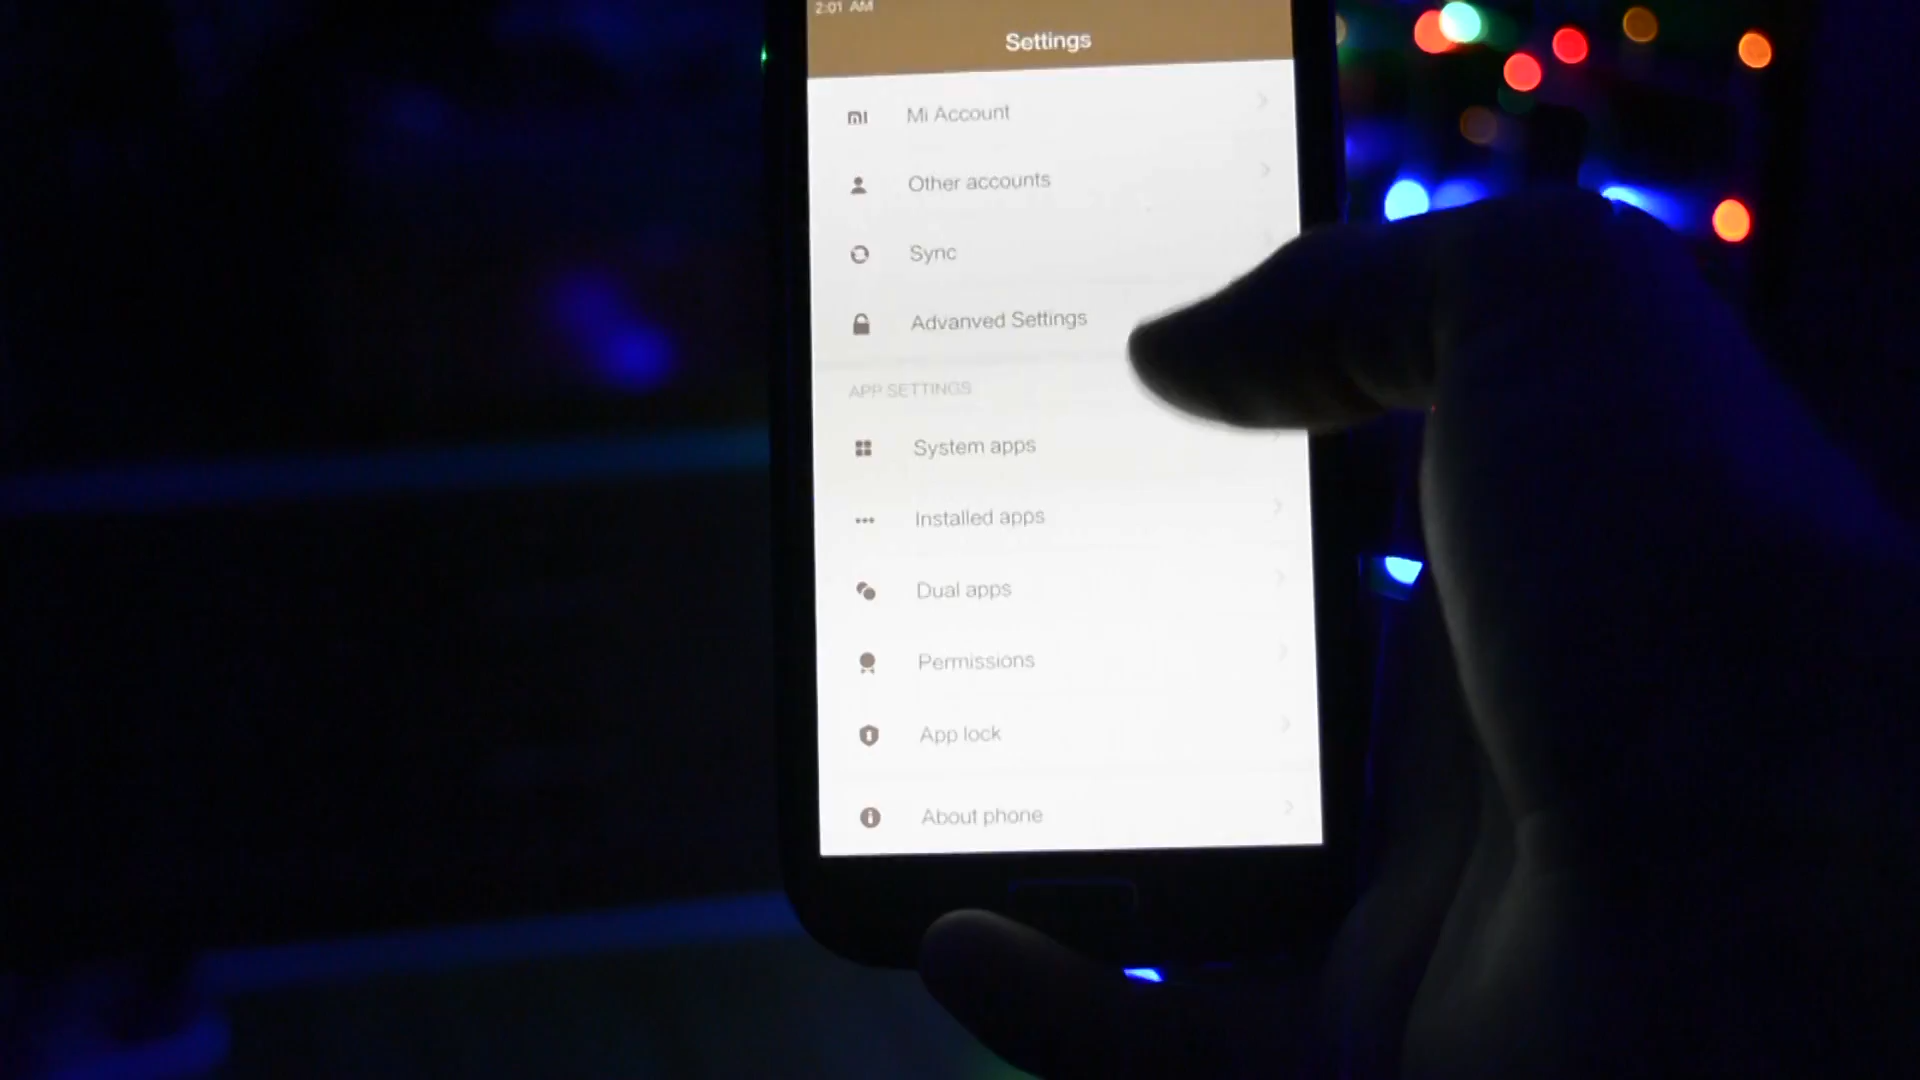 2:01 AM
Settings
Mi Account
Other accounts
Sync
Advanved Settings
APP SETTINGS
System apps
Installed apps
Dual apps
Permissions
App lock
About phone